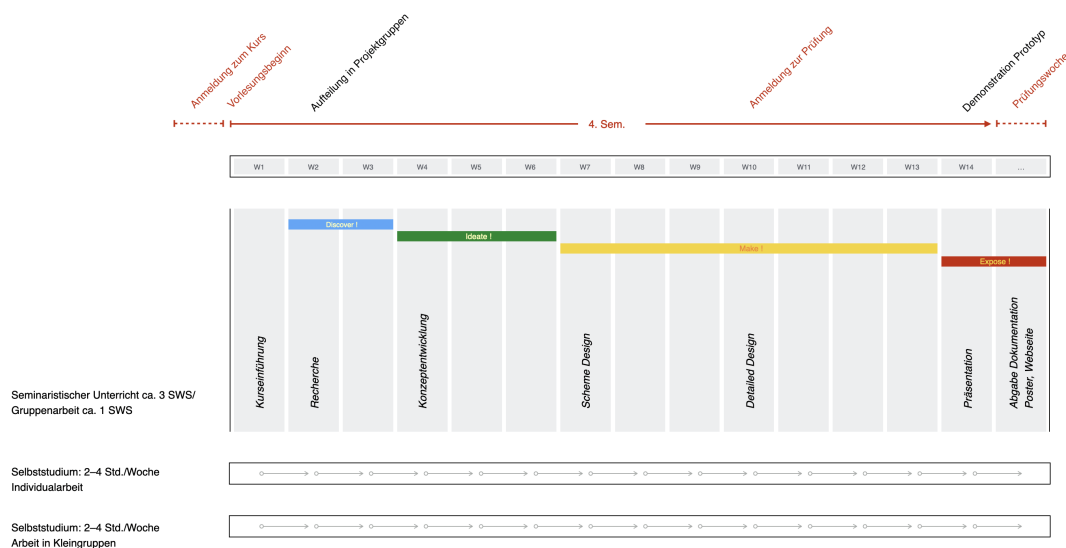 Anmeldung zum Kurs
Vorlesungsbeginn
Aufteilung in Projektgruppen
Anmeldung zur Prüfung
Demonstration Prototyp
Prüfungswoche
4. Sem.
W1 W2 W3 W4 W5 W6 W7 W8 W9 W10 W11 W12 W13 W14 ...
Discover !
Ideate !
Make !
Expose !
Kurseinführung
Recherche
Konzeptentwicklung
Scheme Design
Detailed Design
Präsentation
Abgabe Dokumentation
Poster, Webseite
Seminaristischer Unterricht ca. 3 SWS/
Gruppenarbeit ca. 1 SWS
Selbststudium: 2–4 Std./Woche
Individualarbeit
Selbststudium: 2–4 Std./Woche
Arbeit in Kleingruppen